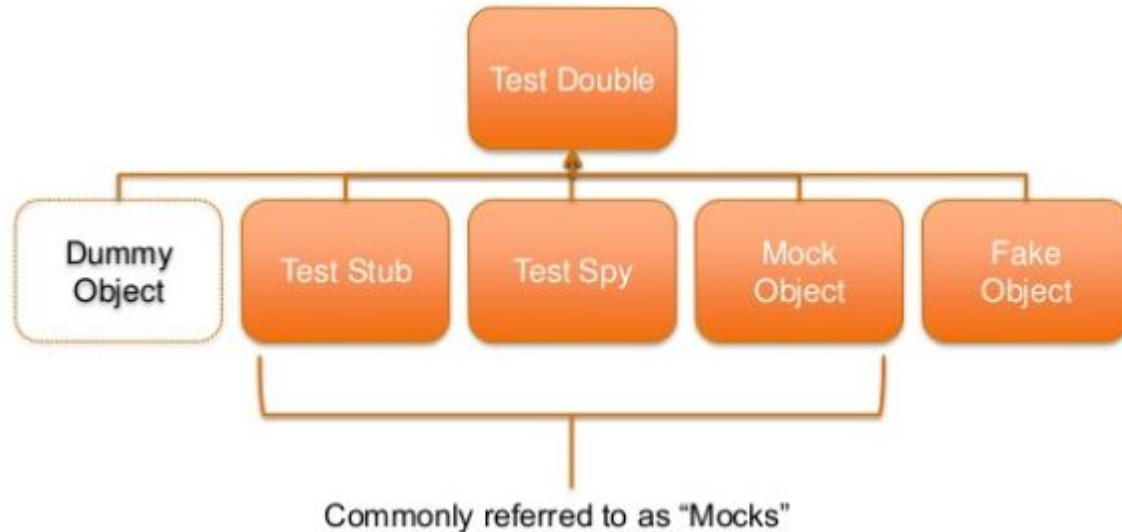 Test Double
Dummy
Object
Test Stub
Test Spy
Mock
Object
Fake
Object
Commonly referred to as “Mocks”